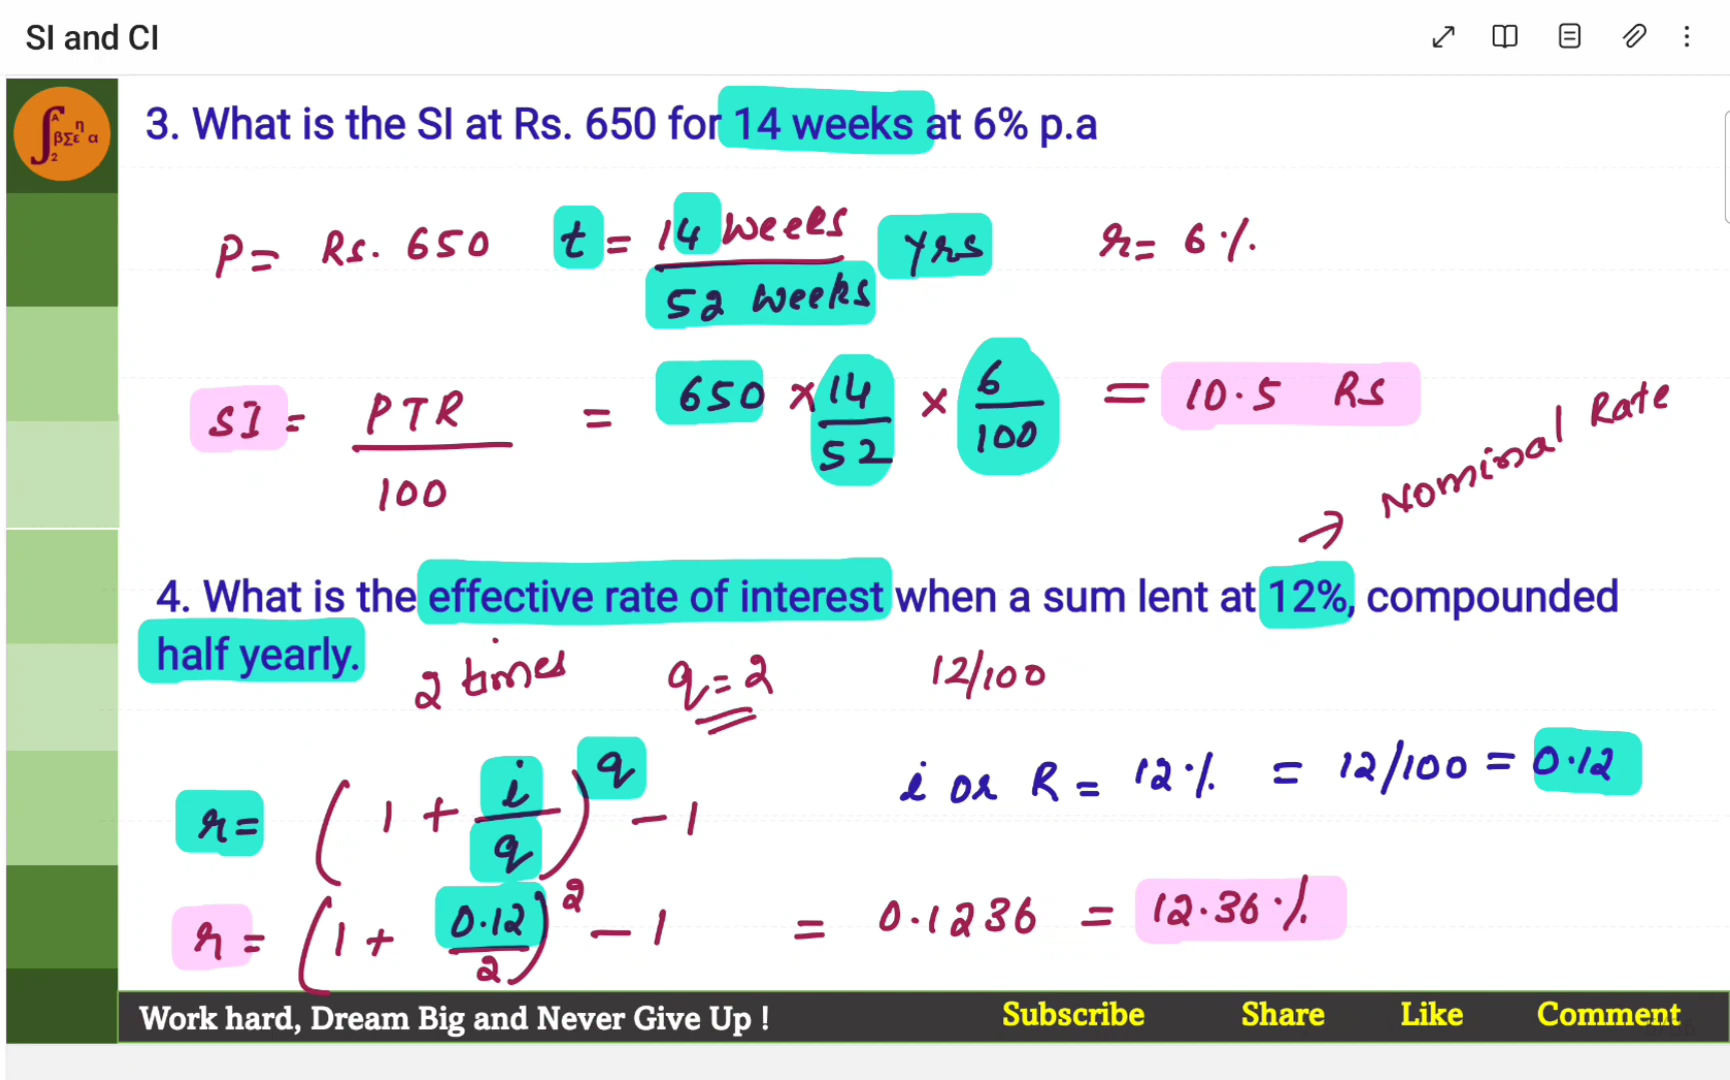 SI and CI
3. What is the SI at Rs. 650 for 14 weeks at 6% p.a
P = Rs. 650 t = 14 weeks / 52 weeks yrs r = 6%
SI = PTR / 100 = 650 × 14/52 × 6/100 = 10.5 Rs
→ Nominal Rate
4. What is the effective rate of interest when a sum lent at 12%, compounded
half yearly.
2 times q = 2 12/100
r = (1 + i/q)^q - 1
i or R = 12% = 12/100 = 0.12
r = (1 + 0.12/2)^2 - 1 = 0.1236 = 12.36%
Work hard, Dream Big and Never Give Up ! Subscribe Share Like Comment